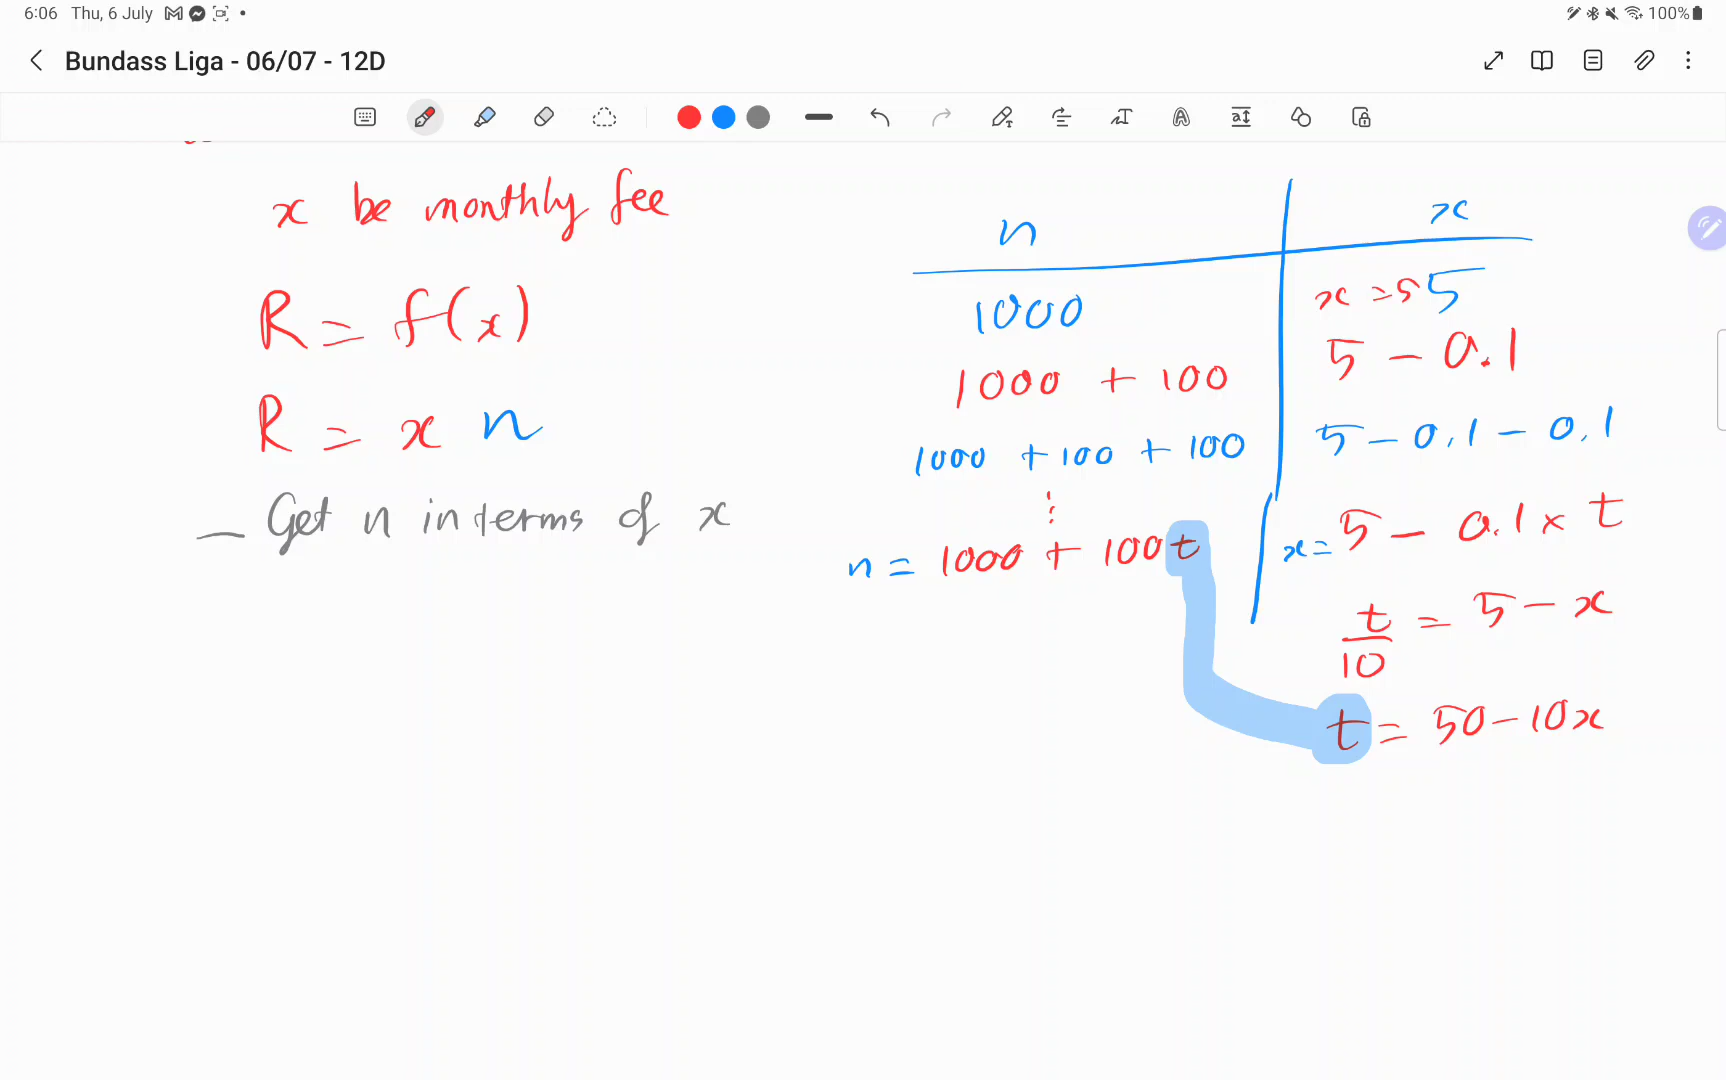 6:06 Thu, 6 July 100%
Bundass Liga - 06/07 - 12D
x be monthly fee
R = f(x)
R = x n
_ Get n in terms of x
n x
1000 x = 5 5
1000 + 100 5 - 0.1
1000 + 100 + 100 5 - 0.1 - 0.1
n = 1000 + 100t x = 5 - 0.1 x t
t/10 = 5 - x
t = 50 - 10x